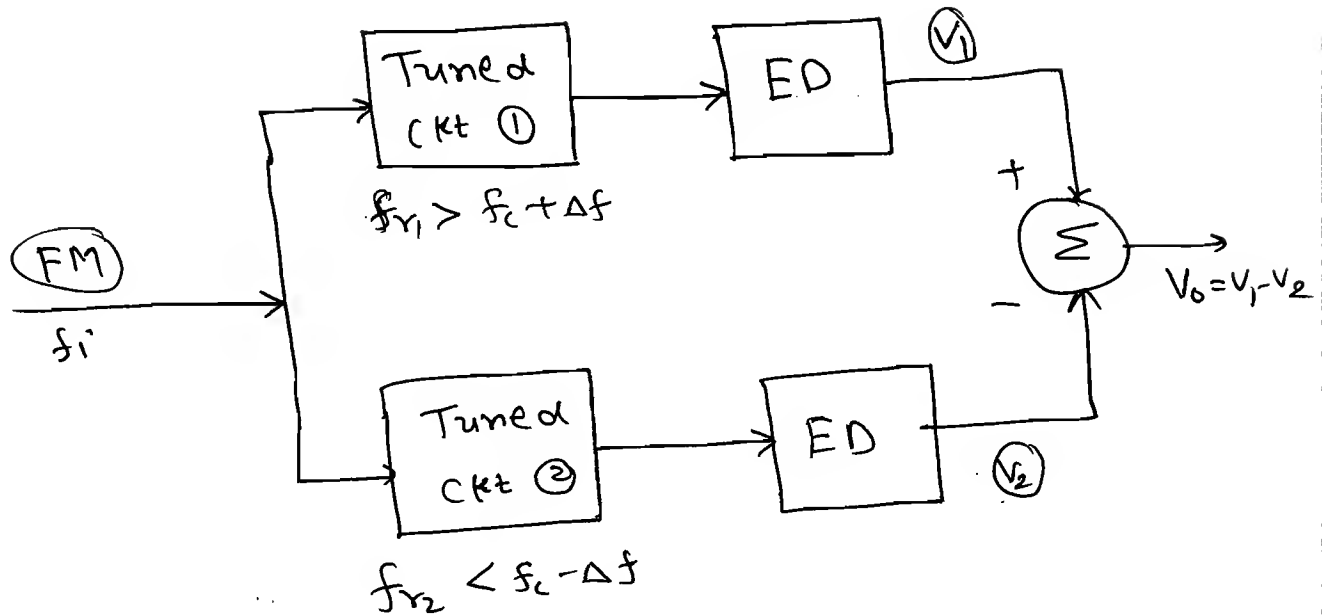 V₁
Tuned
Ckt ①
ED
fr₁ > fc + Δf
+
FM
Σ
V₀ = V₁ - V₂
fi
−
Tuned
Ckt ②
ED
V₂
fr₂ < fc - Δf